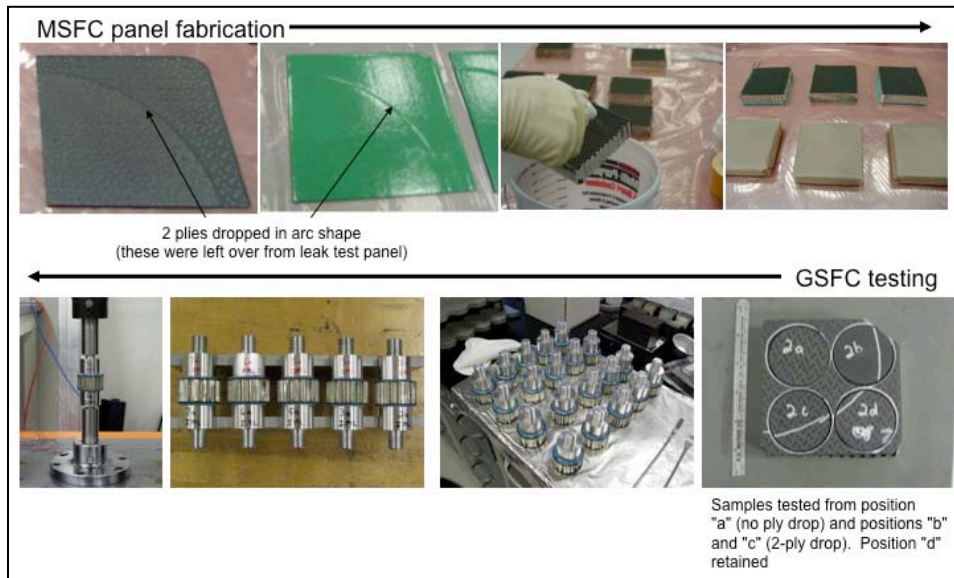 MSFC panel fabrication
2 plies dropped in arc shape
(these were left over from leak test panel)
GSFC testing
2a
2b
2c
2d
Samples tested from position
"a" (no ply drop) and positions "b"
and "c" (2-ply drop).  Position "d"
retained